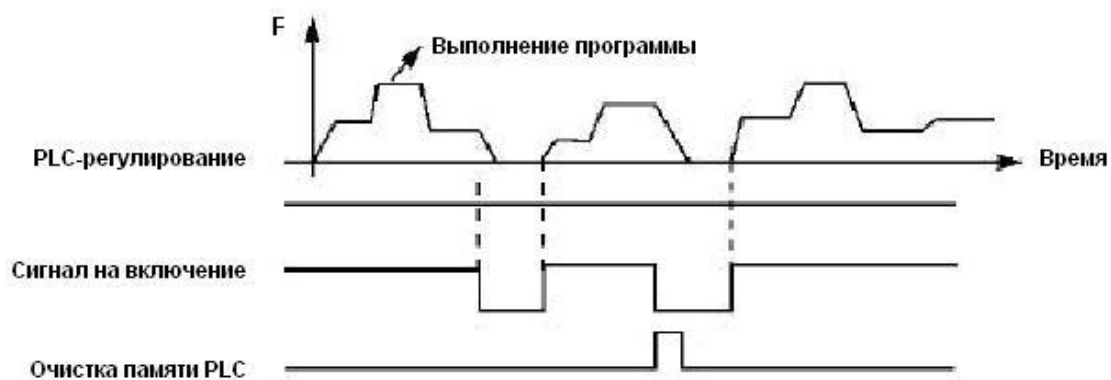 F
Выполнение программы
PLC-регулирование
Время
Сигнал на включение
Очистка памяти PLC